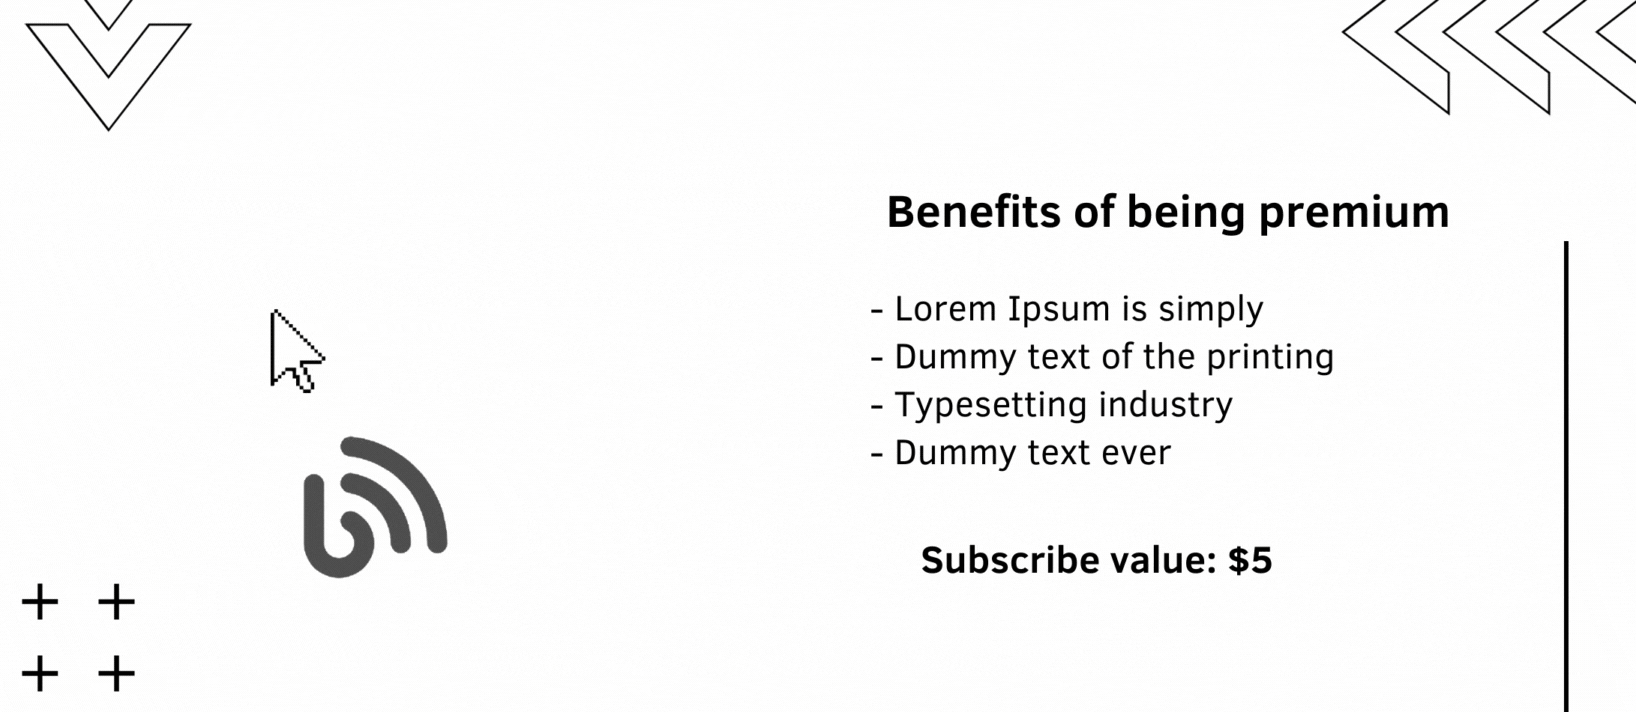 Benefits of being premium
- Lorem Ipsum is simply
- Dummy text of the printing
- Typesetting industry
- Dummy text ever
Subscribe value: $5